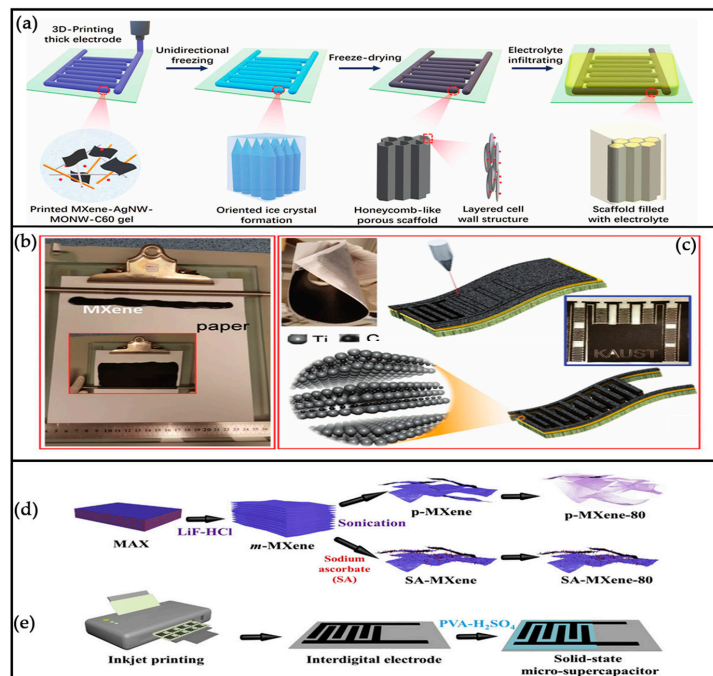 (a)
3D-Printing
thick electrode
Unidirectional
freezing
Freeze-drying
Electrolyte
infiltrating
Printed MXene-AgNW-
MONW-C60 gel
Oriented ice crystal
formation
Honeycomb-like
porous scaffold
Layered cell
wall structure
Scaffold filled
with electrolyte
(b)
MXene
paper
(c)
Ti
C
KAUST
(d)
MAX
LiF-HCl
m-MXene
Sonication
Sodium
ascorbate
(SA)
p-MXene
p-MXene-80
SA-MXene
SA-MXene-80
(e)
Inkjet printing
Interdigital electrode
PVA-H₂SO₄
Solid-state
micro-supercapacitor